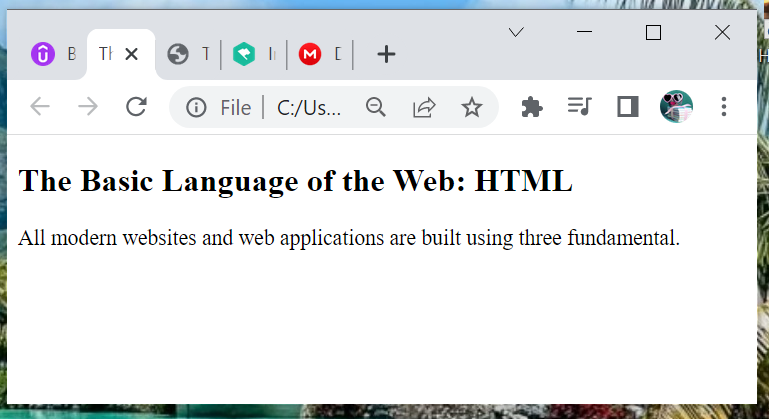 B
Th
T
I
M
D
File
C:/Us...
The Basic Language of the Web: HTML
All modern websites and web applications are built using three fundamental.
H